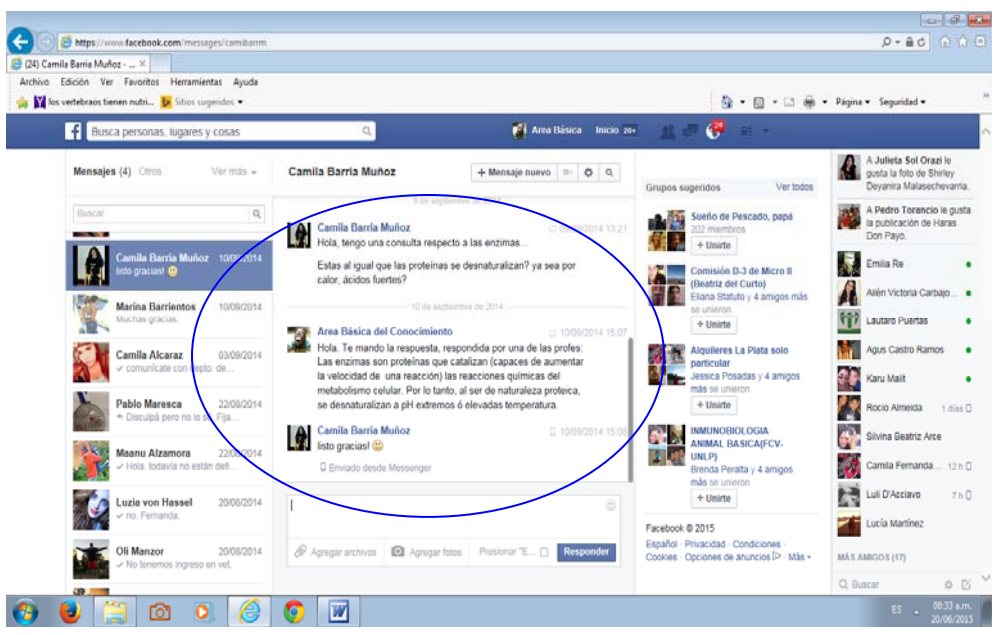 https://www.facebook.com/messages/camibarrm
(24) Camila Barria Muñoz - ...
Archivo Edición Ver Favoritos Herramientas Ayuda
los vertebraos tienen nutri... Sitios sugeridos
Página Seguridad
Busca personas, lugares y cosas
Area Básica Inicio 20+
24
Mensajes (4) Otros Ver más
Buscar
Camila Barria Muñoz 10/09/2014
listo gracias!
Marina Barrientos 10/09/2014
Muchas gracias.
Camila Alcaraz 03/09/2014
comunícate con depto. de...
Pablo Maresca 22/08/2014
Disculpá pero no lo se. Fija...
Maanu Alzamora 22/08/2014
Hola. todavía no están defi...
Luzia von Hassel 20/08/2014
no. Fernanda.
Oli Manzor 20/08/2014
No tenemos ingreso en vet.
Camila Barria Muñoz
+ Mensaje nuevo
9 de septiembre de 2014
Camila Barria Muñoz 09/09/2014 13:21
Hola, tengo una consulta respecto a las enzimas...
Estas al igual que las proteínas se desnaturalizan? ya sea por
calor, ácidos fuertes?
10 de septiembre de 2014
Area Básica del Conocimiento 10/09/2014 15:07
Hola. Te mando la respuesta, respondida por una de las profes:
Las enzimas son proteínas que catalizan (capaces de aumentar
la velocidad de una reacción) las reacciones químicas del
metabolismo celular. Por lo tanto, al ser de naturaleza proteica,
se desnaturalizan a pH extremos ó elevadas temperatura.
Camila Barria Muñoz 10/09/2014 15:08
listo gracias!
Enviado desde Messenger
Agregar archivos Agregar fotos Presionar "E... Responder
Grupos sugeridos Ver todos
Sueño de Pescado, papá
202 miembros
+ Unirte
Comisión D-3 de Micro II
(Beatriz del Curto)
Eliana Statuto y 4 amigos más
se unieron
+ Unirte
Alquileres La Plata solo
particular
Jessica Posadas y 4 amigos
más se unieron
+ Unirte
INMUNOBIOLOGIA
ANIMAL BASICA(FCV-
UNLP)
Brenda Peralta y 4 amigos
más se unieron
+ Unirte
Facebook © 2015
Español · Privacidad · Condiciones ·
Cookies · Opciones de anuncios · Más
A Julieta Sol Orazi le
gusta la foto de Shirley
Deyanira Malasechevarria.
A Pedro Torancio le gusta
la publicación de Haras
Don Payo.
Emilia Re
Ailén Victoria Carbajo...
Lautaro Puertas
Agus Castro Ramos
Karu Malit
Rocio Almeida 1 días
Silvina Beatriz Arce
Camila Fernanda... 12 h
Luli D'Acciavo 7 h
Lucía Martínez
MÁS AMIGOS (17)
Buscar
ES
08:33 a.m.
20/06/2015